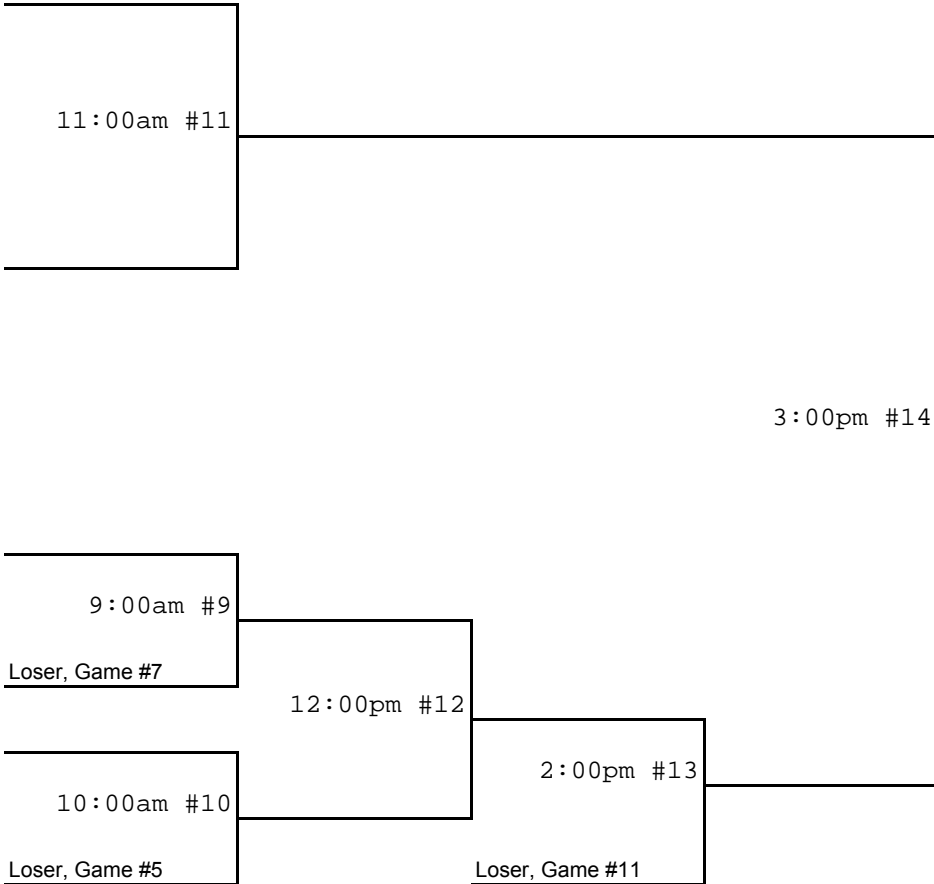 11:00am #11
3:00pm #14
9:00am #9
Loser, Game #7
12:00pm #12
2:00pm #13
10:00am #10
Loser, Game #5
Loser, Game #11